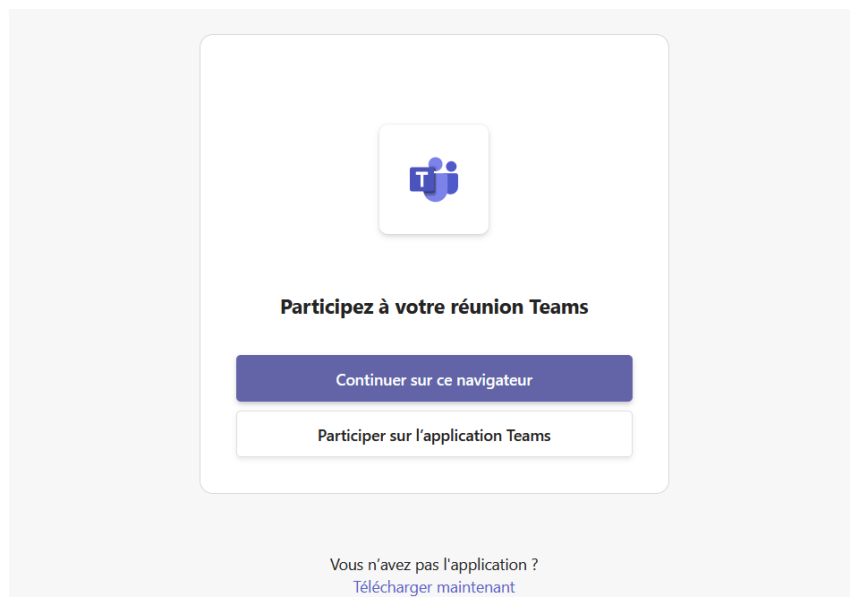 T
Participez à votre réunion Teams
Continuer sur ce navigateur
Participer sur l’application Teams
Vous n’avez pas l'application ?
Télécharger maintenant